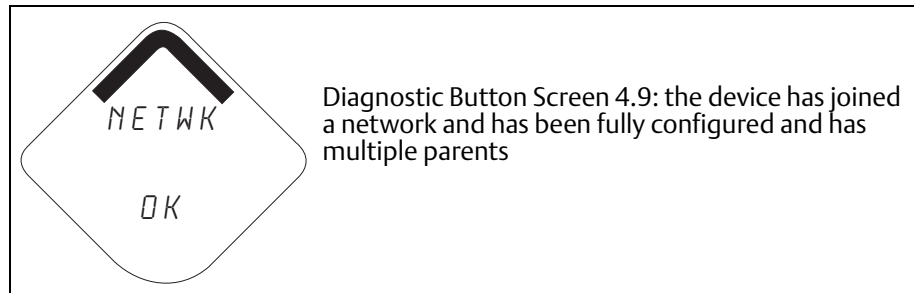 NETWK
OK
Diagnostic Button Screen 4.9: the device has joined
a network and has been fully configured and has
multiple parents